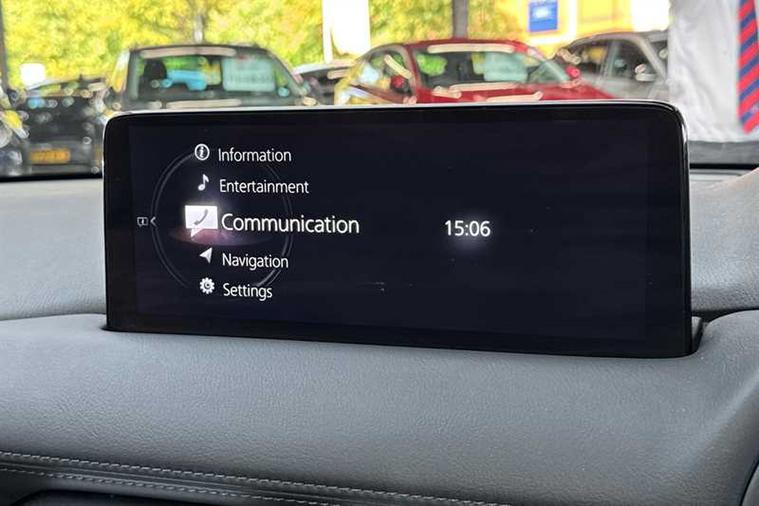 Information
Entertainment
Communication
15:06
Navigation
Settings